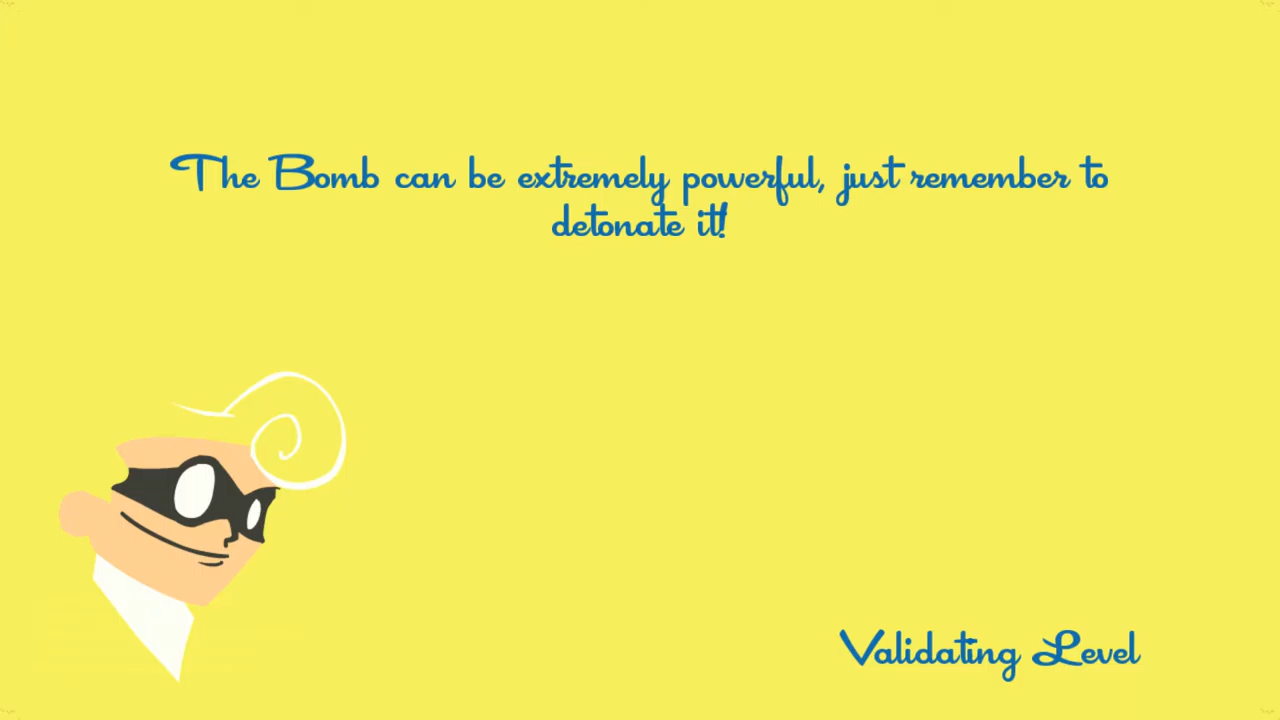 The Bomb can be extremely powerful, just remember to
detonate it!
Validating Level